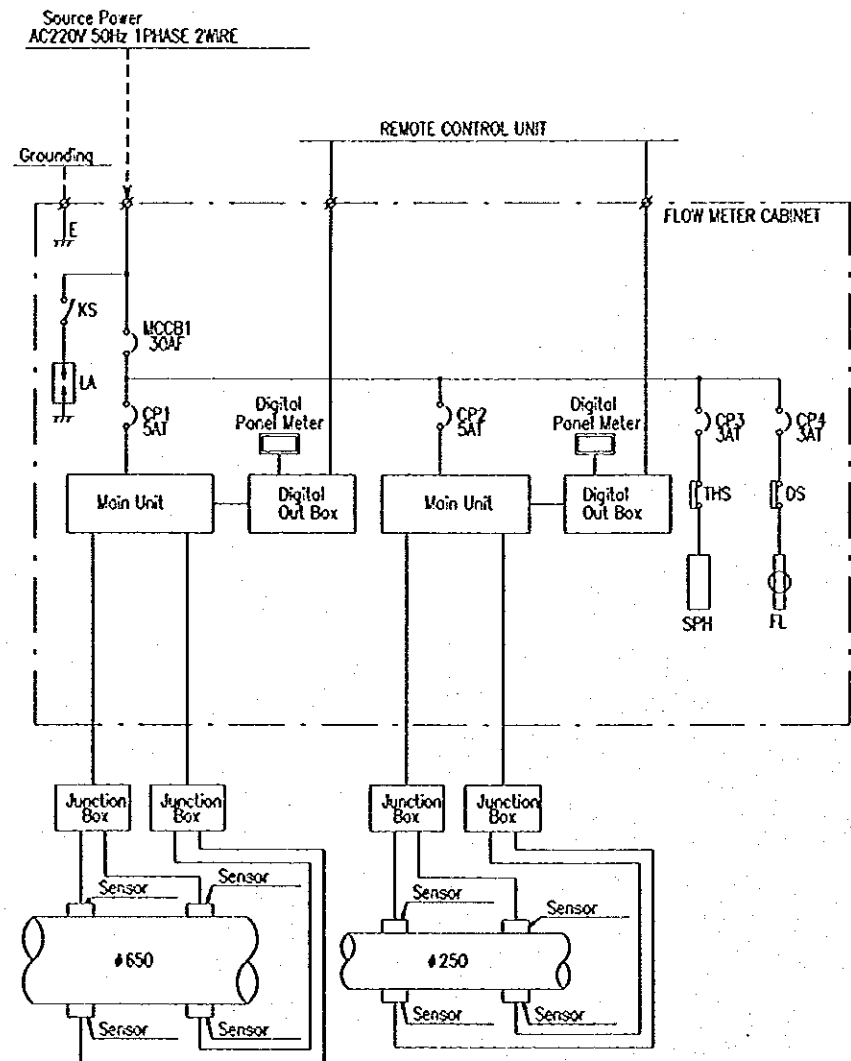 Source Power
AC220V 50Hz 1PHASE 2WIRE
REMOTE CONTROL UNIT
Grounding
E
FLOW METER CABINET
KS
MCCB1
30AF
LA
CP1
5AT
Digital
Panel Meter
CP2
5AT
Digital
Panel Meter
CP3
3AT
CP4
3AT
Main Unit
Digital
Out Box
Main Unit
Digital
Out Box
THS
DS
SPH
FL
Junction
Box
Junction
Box
Junction
Box
Junction
Box
Sensor
Sensor
Sensor
Sensor
φ650
φ250
Sensor
Sensor
Sensor
Sensor